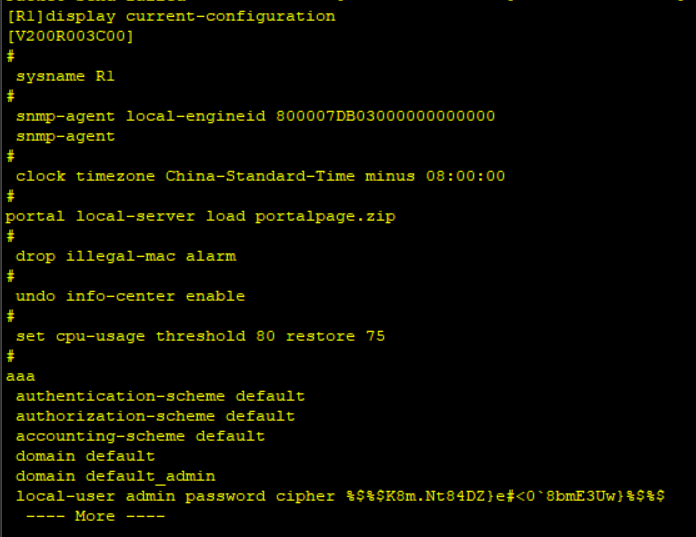 [R1]display current-configuration
[V200R003C00]
#
sysname R1
#
snmp-agent local-engineid 800007DB03000000000000
snmp-agent
#
clock timezone China-Standard-Time minus 08:00:00
#
portal local-server load portalpage.zip
#
drop illegal-mac alarm
#
undo info-center enable
#
set cpu-usage threshold 80 restore 75
#
aaa
authentication-scheme default
authorization-scheme default
accounting-scheme default
domain default
domain default_admin
local-user admin password cipher %$%$K8m.Nt84DZ}e#<0`8bmE3Uw}%$%$
---- More ----